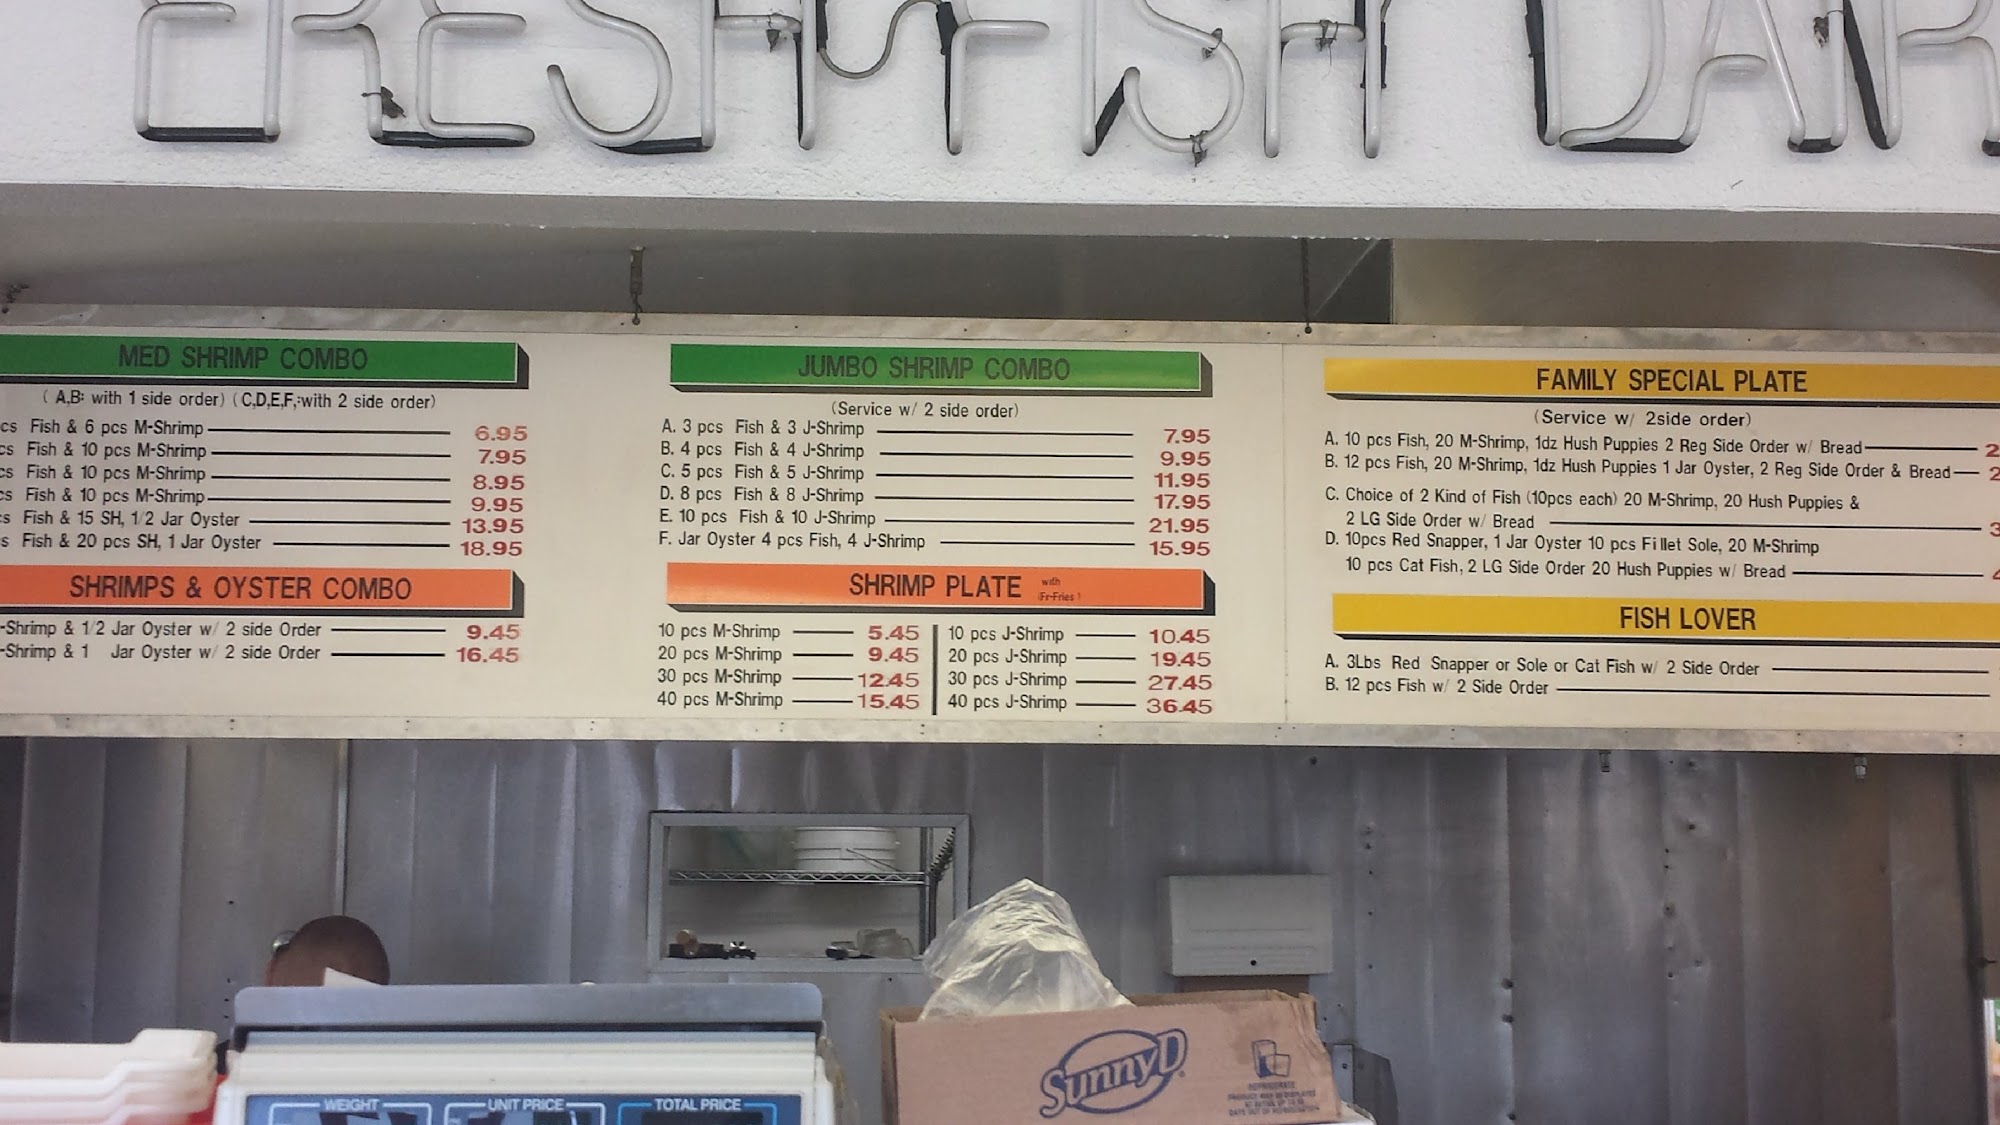 FRESH FISH DAIR
MED SHRIMP COMBO
( A,B: with 1 side order) ( C,D,E,F,:with 2 side order)
Fish & 6 pcs M-Shrimp 6.95
Fish & 10 pcs M-Shrimp 7.95
Fish & 10 pcs M-Shrimp 8.95
Fish & 10 pcs M-Shrimp 9.95
Fish & 15 SH, 1/2 Jar Oyster 13.95
Fish & 20 pcs SH, 1 Jar Oyster 18.95
SHRIMPS & OYSTER COMBO
-Shrimp & 1/2 Jar Oyster w/ 2 side Order 9.45
-Shrimp & 1 Jar Oyster w/ 2 side Order 16.45
JUMBO SHRIMP COMBO
(Service w/ 2 side order)
A. 3 pcs Fish & 3 J-Shrimp 7.95
B. 4 pcs Fish & 4 J-Shrimp 9.95
C. 5 pcs Fish & 5 J-Shrimp 11.95
D. 8 pcs Fish & 8 J-Shrimp 17.95
E. 10 pcs Fish & 10 J-Shrimp 21.95
F. Jar Oyster 4 pcs Fish, 4 J-Shrimp 15.95
SHRIMP PLATE with (Fr-Fries)
10 pcs M-Shrimp 5.45
20 pcs M-Shrimp 9.45
30 pcs M-Shrimp 12.45
40 pcs M-Shrimp 15.45
10 pcs J-Shrimp 10.45
20 pcs J-Shrimp 19.45
30 pcs J-Shrimp 27.45
40 pcs J-Shrimp 36.45
FAMILY SPECIAL PLATE
(Service w/ 2side order)
A. 10 pcs Fish, 20 M-Shrimp, 1dz Hush Puppies 2 Reg Side Order w/ Bread
B. 12 pcs Fish, 20 M-Shrimp, 1dz Hush Puppies 1 Jar Oyster, 2 Reg Side Order & Bread
C. Choice of 2 Kind of Fish (10pcs each) 20 M-Shrimp, 20 Hush Puppies &
2 LG Side Order w/ Bread
D. 10pcs Red Snapper, 1 Jar Oyster 10 pcs Fillet Sole, 20 M-Shrimp
10 pcs Cat Fish, 2 LG Side Order 20 Hush Puppies w/ Bread
FISH LOVER
A. 3Lbs Red Snapper or Sole or Cat Fish w/ 2 Side Order
B. 12 pcs Fish w/ 2 Side Order
SunnyD
WEIGHT UNIT PRICE TOTAL PRICE